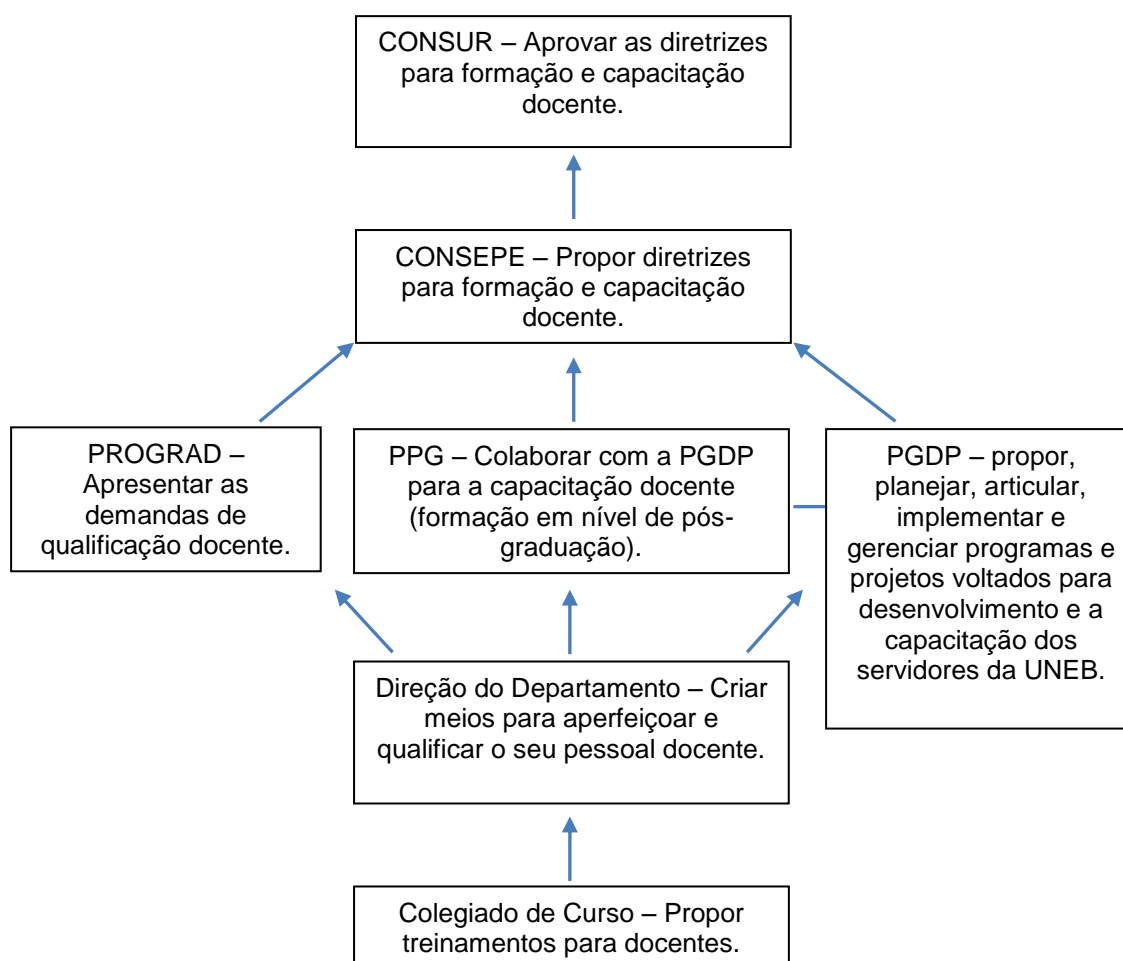 CONSUR – Aprovar as diretrizes
para formação e capacitação
docente.
CONSEPE – Propor diretrizes
para formação e capacitação
docente.
PROGRAD –
Apresentar as
demandas de
qualificação docente.
PPG – Colaborar com a PGDP
para a capacitação docente
(formação em nível de pós-
graduação).
PGDP – propor,
planejar, articular,
implementar e
gerenciar programas e
projetos voltados para
desenvolvimento e a
capacitação dos
servidores da UNEB.
Direção do Departamento – Criar
meios para aperfeiçoar e
qualificar o seu pessoal docente.
Colegiado de Curso – Propor
treinamentos para docentes.